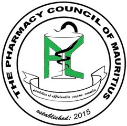 THE PHARMACY COUNCIL OF MAURITIUS
established: 2015